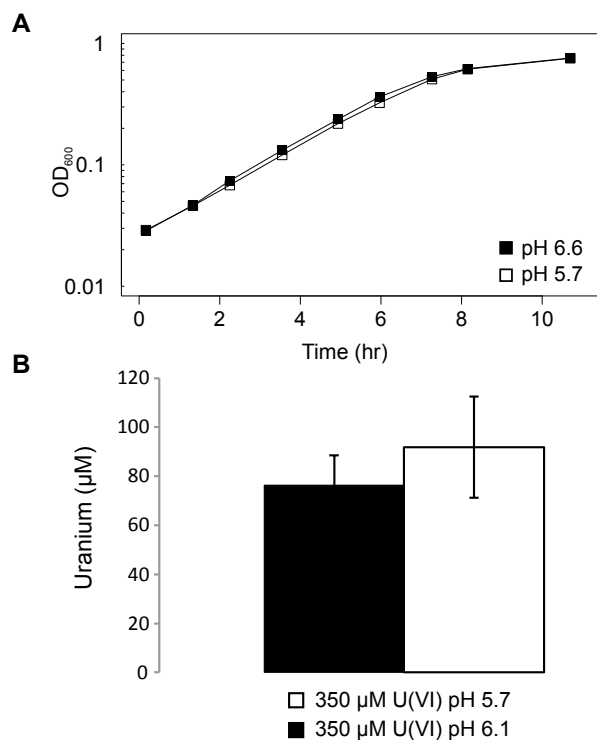 A
1
0.1
0.01
OD600
pH 6.6
pH 5.7
0 2 4 6 8 10
Time (hr)
B
120
100
80
60
40
20
0
Uranium (µM)
350 µM U(VI) pH 5.7
350 µM U(VI) pH 6.1